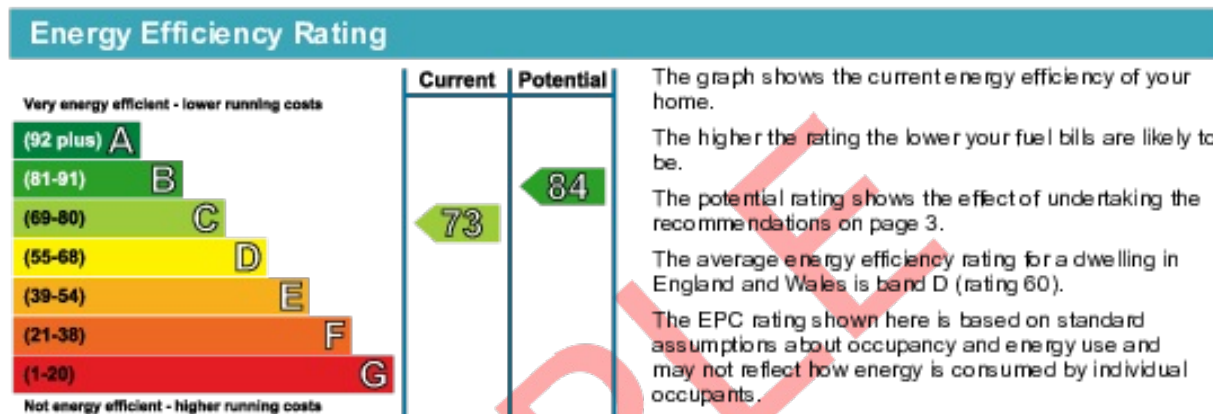 Energy Efficiency Rating
Current
Potential
Very energy efficient - lower running costs
(92 plus) A
(81-91) B
(69-80) C
(55-68) D
(39-54) E
(21-38) F
(1-20) G
Not energy efficient - higher running costs
73
84
The graph shows the current energy efficiency of your
home.
The higher the rating the lower your fuel bills are likely to
be.
The potential rating shows the effect of undertaking the
recommendations on page 3.
The average energy efficiency rating for a dwelling in
England and Wales is band D (rating 60).
The EPC rating shown here is based on standard
assumptions about occupancy and energy use and
may not reflect how energy is consumed by individual
occupants.
PLE